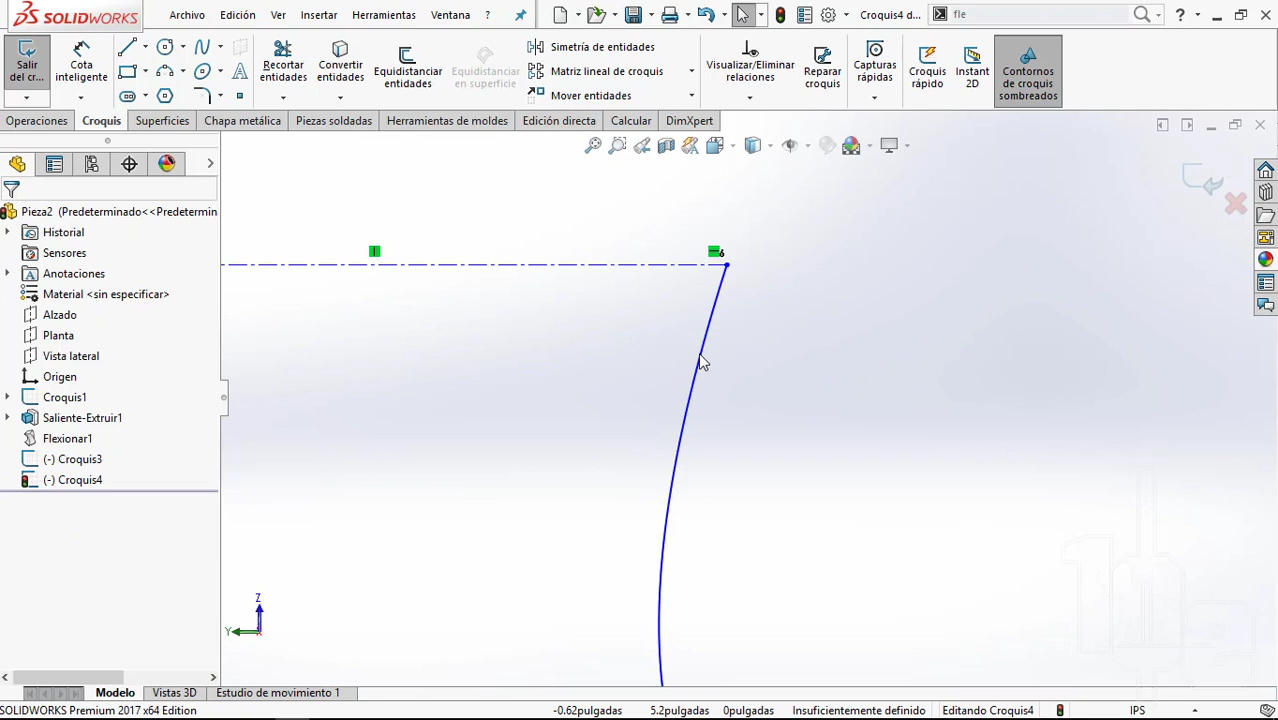 SOLIDWORKS Archivo Edición Ver Insertar Herramientas Ventana ? Croquis4 d... fle ?
Salir del cr... Cota inteligente Recortar entidades Convertir entidades Equidistanciar entidades Equidistanciar en superficie Simetría de entidades Visualizar/Eliminar relaciones Reparar croquis Capturas rápidas Croquis rápido Instant 2D Contornos de croquis sombreados
Matriz lineal de croquis
Mover entidades
Operaciones Croquis Superficies Chapa metálica Piezas soldadas Herramientas de moldes Edición directa Calcular DimXpert
Pieza2 (Predeterminado<<Predetermin
Historial
Sensores
Anotaciones
Material <sin especificar>
Alzado
Planta
Vista lateral
Origen
Croquis1
Saliente-Extruir1
Flexionar1
(-) Croquis3
(-) Croquis4
6
Z
Y
Modelo Vistas 3D Estudio de movimiento 1
SOLIDWORKS Premium 2017 x64 Edition -0.62pulgadas 5.2pulgadas 0pulgadas Insuficientemente definido Editando Croquis4 IPS